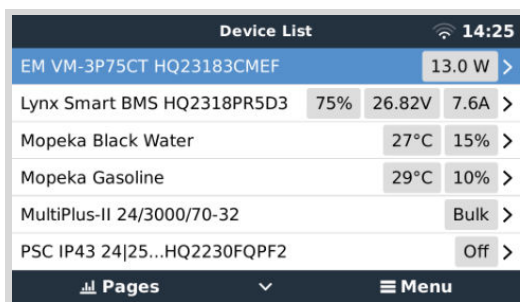 Device List 14:25
EM VM-3P75CT HQ23183CMEF 13.0 W >
Lynx Smart BMS HQ2318PR5D3 75% 26.82V 7.6A >
Mopeka Black Water 27°C 15% >
Mopeka Gasoline 29°C 10% >
MultiPlus-II 24/3000/70-32 Bulk >
PSC IP43 24|25...HQ2230FQPF2 Off >
Pages Menu